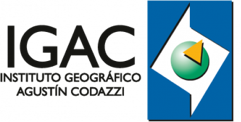 IGAC
INSTITUTO GEOGRÁFICO
AGUSTÍN CODAZZI